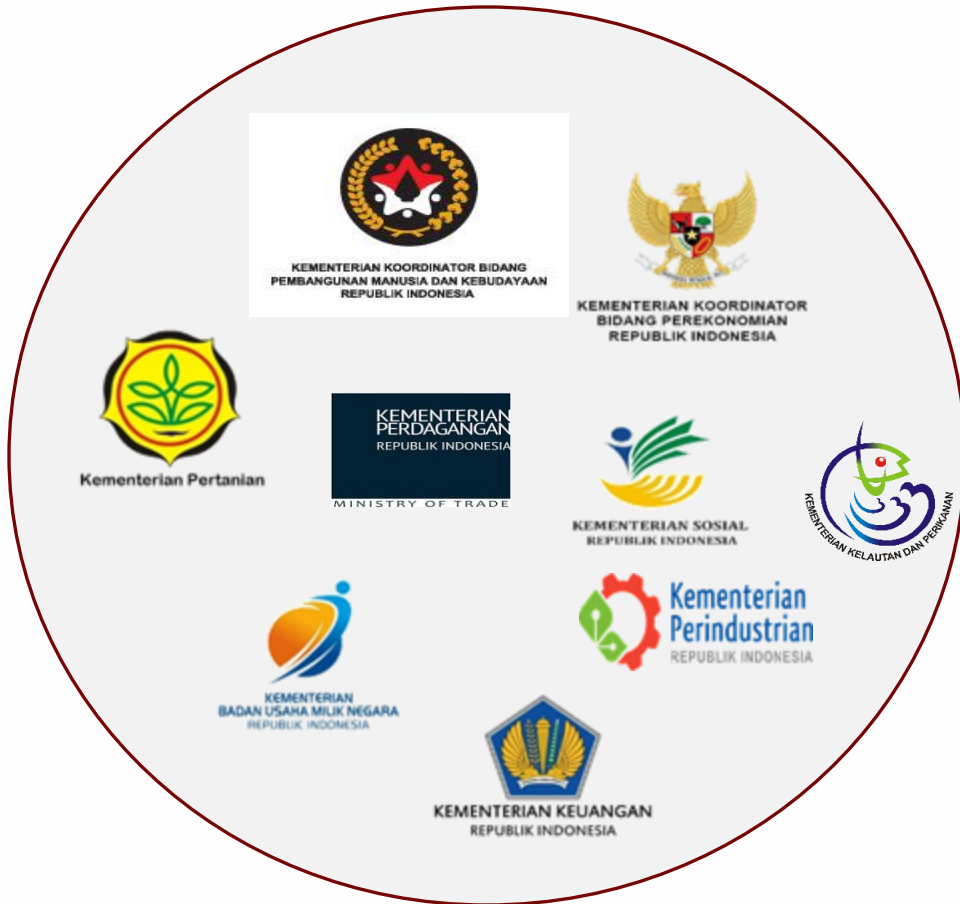 KEMENTERIAN KOORDINATOR BIDANG
PEMBANGUNAN MANUSIA DAN KEBUDAYAAN
REPUBLIK INDONESIA
KEMENTERIAN KOORDINATOR
BIDANG PEREKONOMIAN
REPUBLIK INDONESIA
Kementerian Pertanian
KEMENTERIAN
PERDAGANGAN
REPUBLIK INDONESIA
MINISTRY OF TRADE
KEMENTERIAN SOSIAL
REPUBLIK INDONESIA
KEMENTERIAN KELAUTAN DAN PERIKANAN
Kementerian
Perindustrian
REPUBLIK INDONESIA
KEMENTERIAN
BADAN USAHA MILIK NEGARA
REPUBLIK INDONESIA
KEMENTERIAN KEUANGAN
REPUBLIK INDONESIA